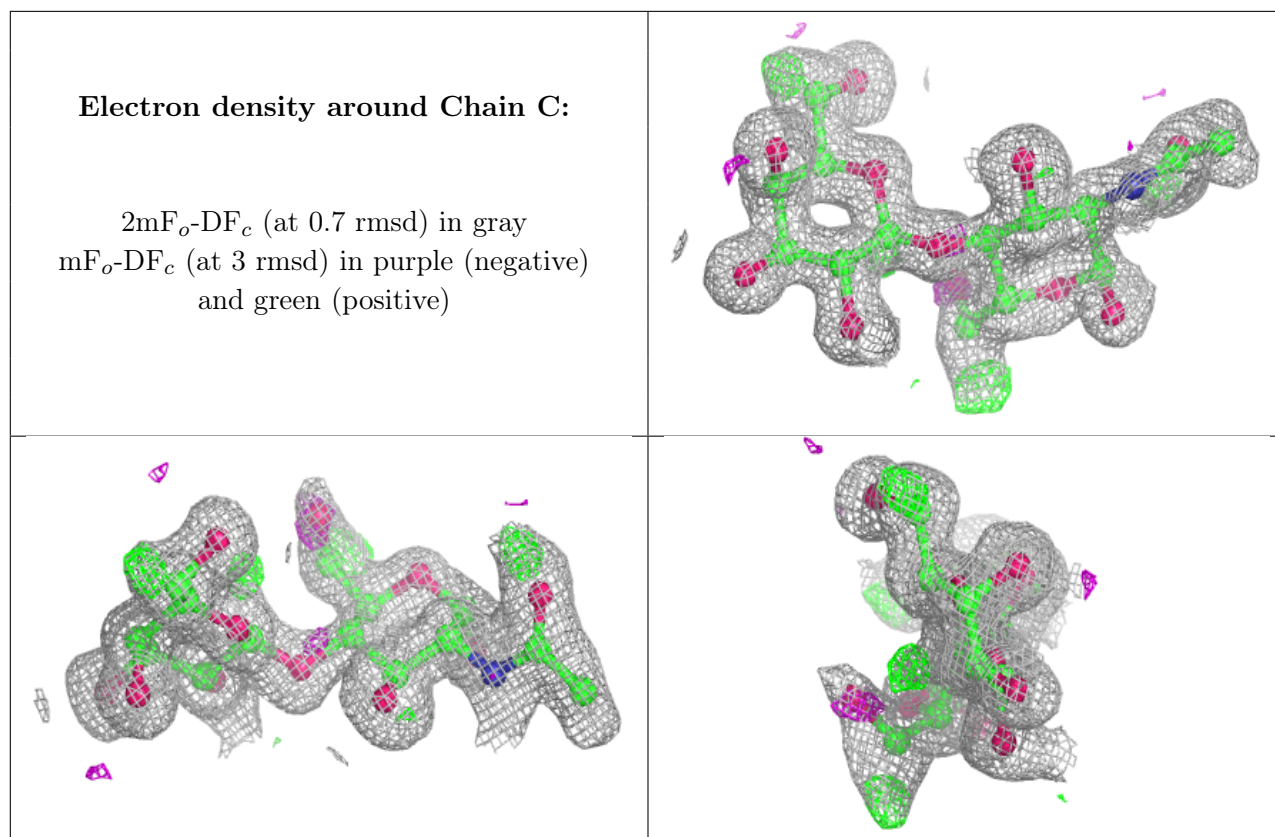 Electron density around Chain C:
2mFo-DFc (at 0.7 rmsd) in gray
mFo-DFc (at 3 rmsd) in purple (negative)
and green (positive)